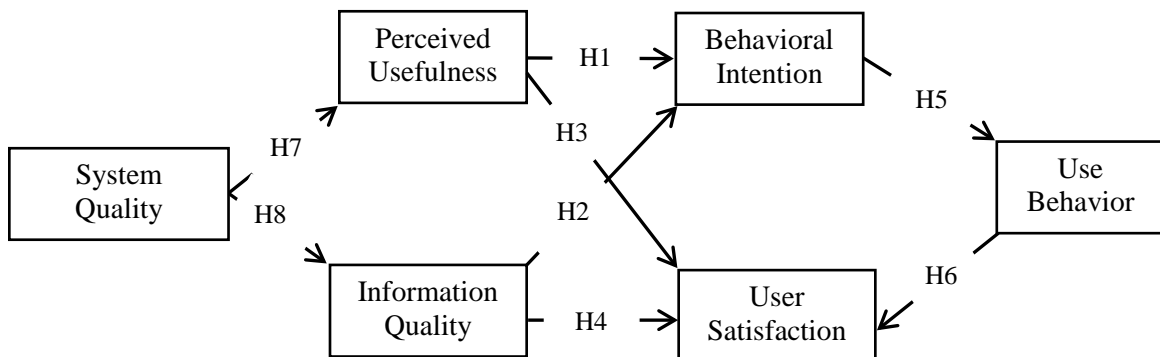 Perceived
Usefulness
H1
Behavioral
Intention
H5
H3
H7
System
Quality
H8
H2
Use
Behavior
H6
Information
Quality
H4
User
Satisfaction